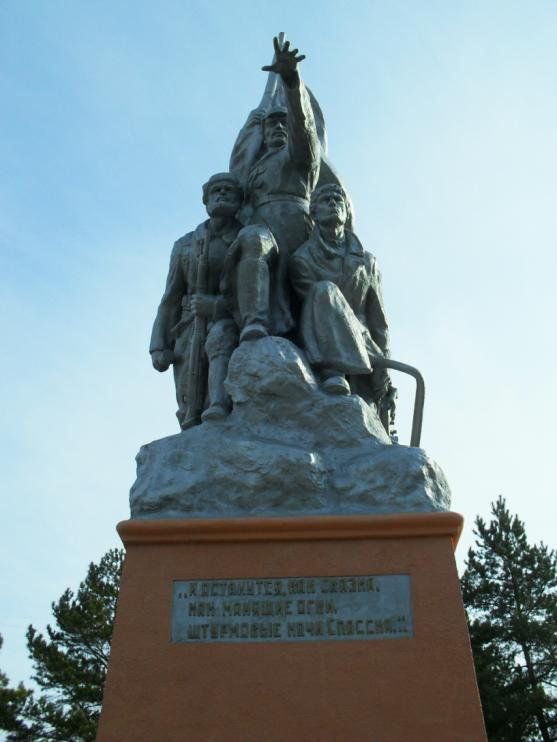 „И останутся, как сказка,
как манящие огни,
штурмовые ночи Спасска..."